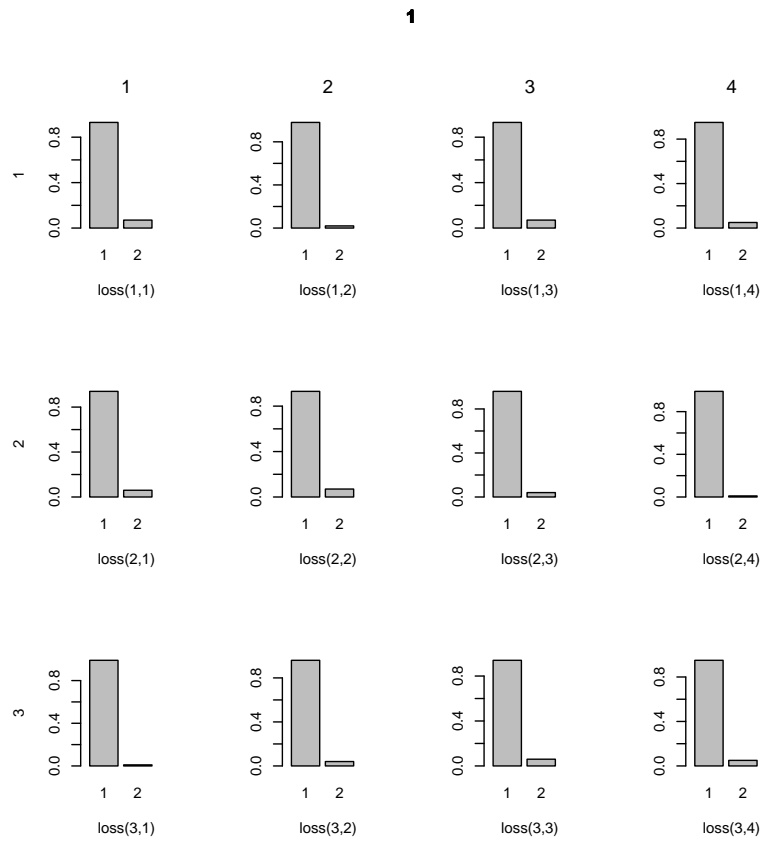 1
1 2 3 4
1
0.0 0.4 0.8
1 2
loss(1,1)
0.0 0.4 0.8
1 2
loss(1,2)
0.0 0.4 0.8
1 2
loss(1,3)
0.0 0.4 0.8
1 2
loss(1,4)
2
0.0 0.4 0.8
1 2
loss(2,1)
0.0 0.4 0.8
1 2
loss(2,2)
0.0 0.4 0.8
1 2
loss(2,3)
0.0 0.4 0.8
1 2
loss(2,4)
3
0.0 0.4 0.8
1 2
loss(3,1)
0.0 0.4 0.8
1 2
loss(3,2)
0.0 0.4 0.8
1 2
loss(3,3)
0.0 0.4 0.8
1 2
loss(3,4)